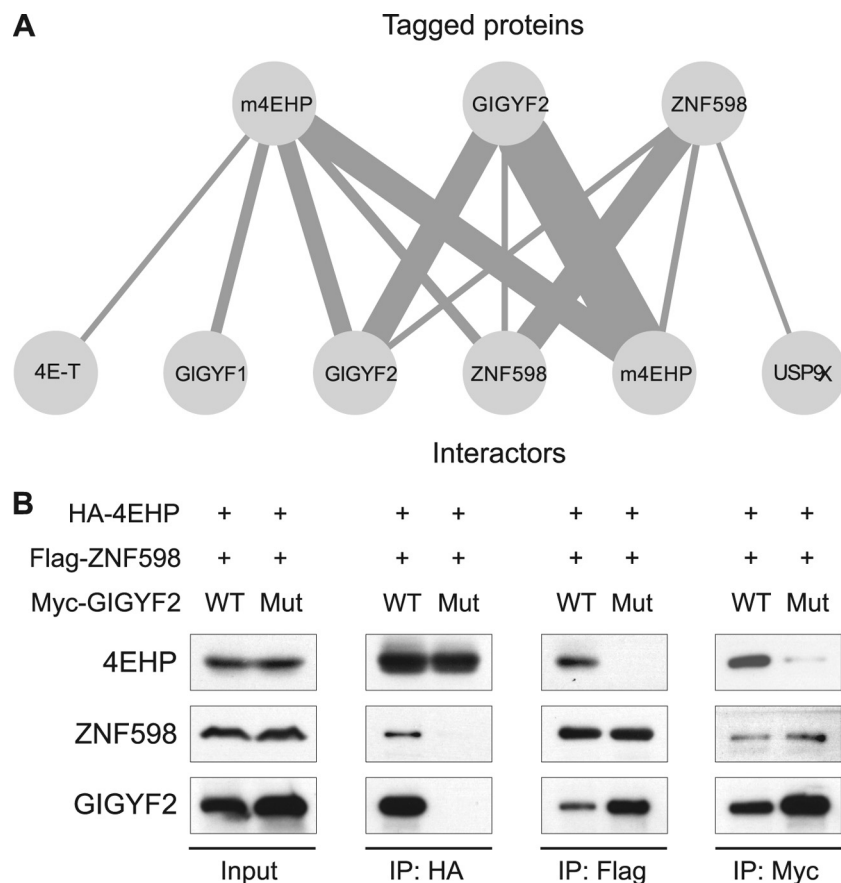 A
Tagged proteins
m4EHP GIGYF2 ZNF598
4E-T GIGYF1 GIGYF2 ZNF598 m4EHP USP9X
Interactors
B
HA-4EHP + + + + + + + +
Flag-ZNF598 + + + + + + + +
Myc-GIGYF2 WT Mut WT Mut WT Mut WT Mut
4EHP
ZNF598
GIGYF2
Input IP: HA IP: Flag IP: Myc